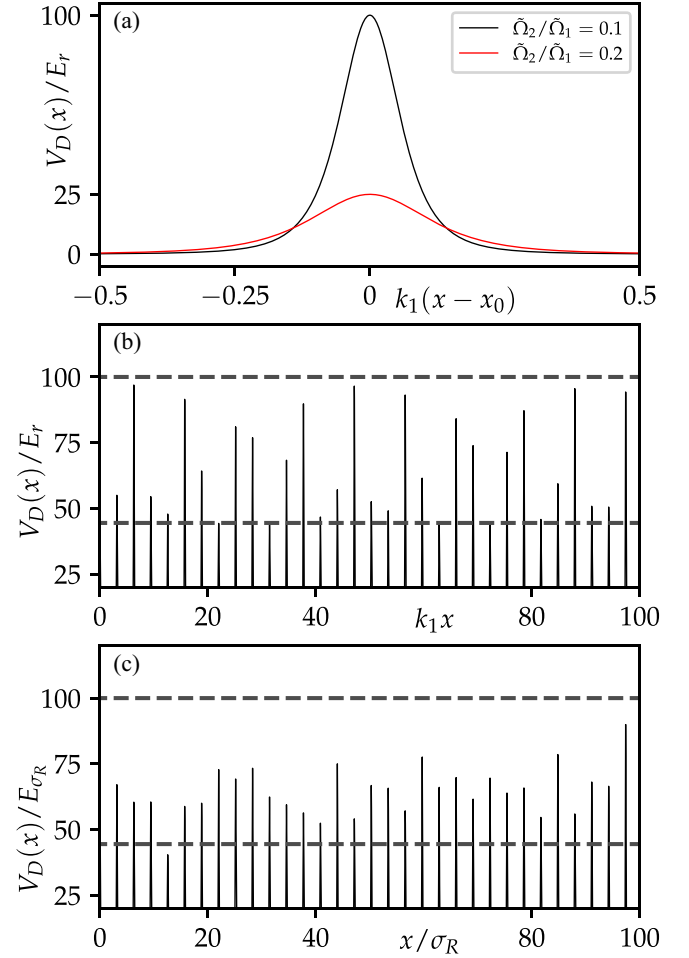 (a)
Ω̃₂/Ω̃₁ = 0.1
Ω̃₂/Ω̃₁ = 0.2
V_D(x)/E_r
100
25
0
−0.5 −0.25 0 k₁(x − x₀) 0.5
(b)
V_D(x)/E_r
100
75
50
25
0 20 40 k₁x 60 80 100
(c)
V_D(x)/E_{σ_R}
100
75
50
25
0 20 40 x/σ_R 60 80 100